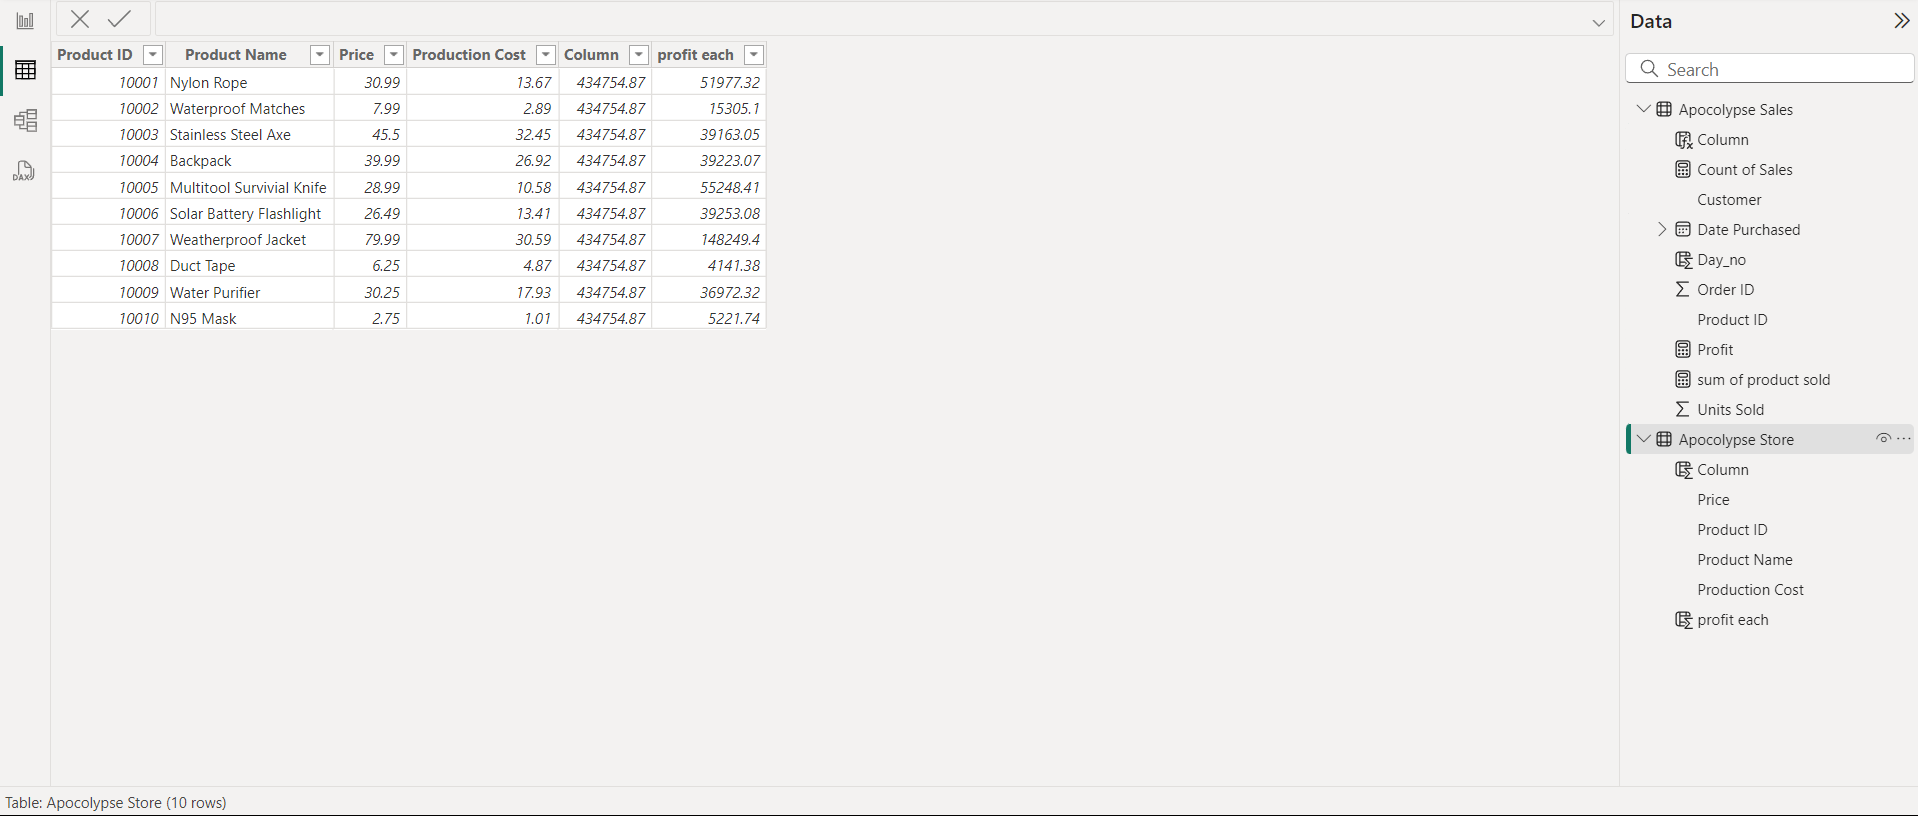 Data
Product ID Product Name Price Production Cost Column profit each
10001 Nylon Rope 30.99 13.67 434754.87 51977.32
10002 Waterproof Matches 7.99 2.89 434754.87 15305.1
10003 Stainless Steel Axe 45.5 32.45 434754.87 39163.05
10004 Backpack 39.99 26.92 434754.87 39223.07
10005 Multitool Survivial Knife 28.99 10.58 434754.87 55248.41
10006 Solar Battery Flashlight 26.49 13.41 434754.87 39253.08
10007 Weatherproof Jacket 79.99 30.59 434754.87 148249.4
10008 Duct Tape 6.25 4.87 434754.87 4141.38
10009 Water Purifier 30.25 17.93 434754.87 36972.32
10010 N95 Mask 2.75 1.01 434754.87 5221.74
Search
Apocolypse Sales
Column
Count of Sales
Customer
Date Purchased
Day_no
Order ID
Product ID
Profit
sum of product sold
Units Sold
Apocolypse Store
Column
Price
Product ID
Product Name
Production Cost
profit each
DAX
Table: Apocolypse Store (10 rows)